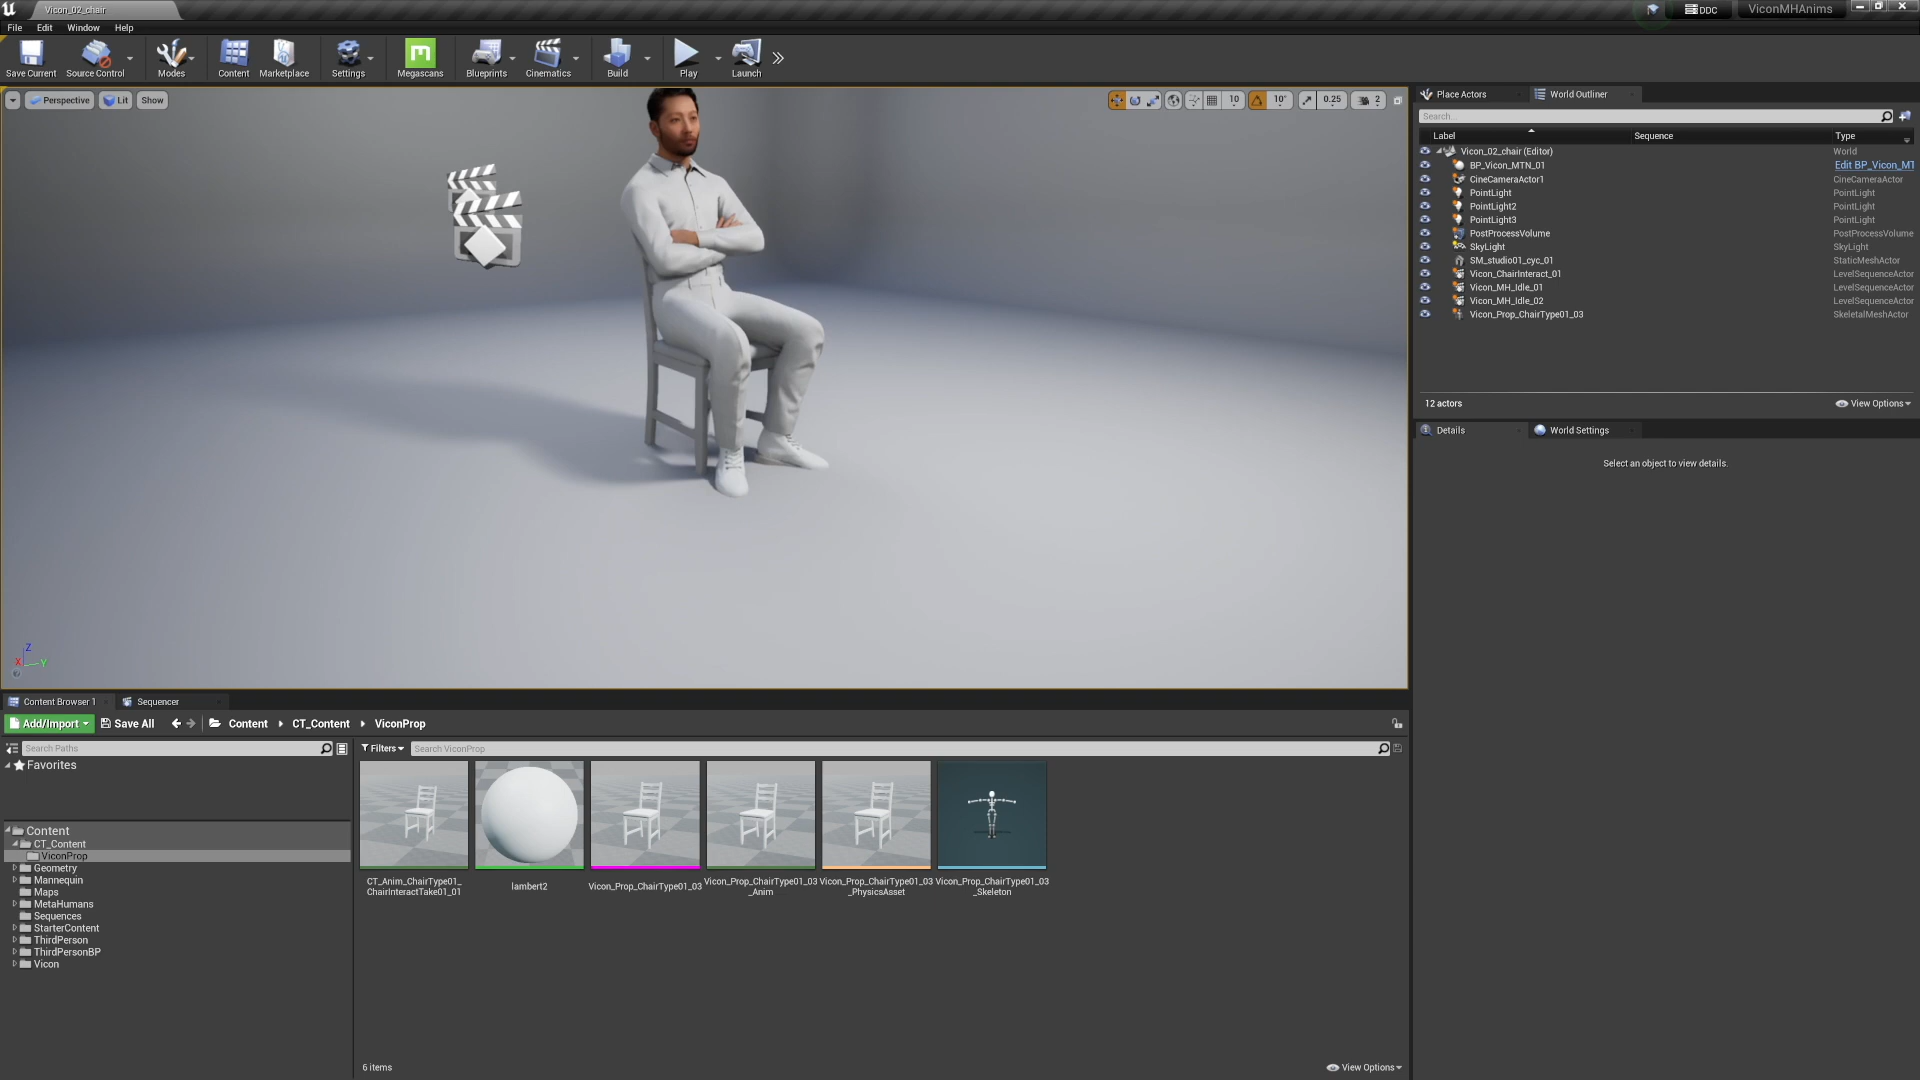 Vicon_02_chair
DDC
ViconMHAnims
File
Edit
Window
Help
Save Current
Source Control
Modes
Content
Marketplace
Settings
Megascans
Blueprints
Cinematics
Build
Play
Launch
Perspective
Lit
Show
10
10°
0.25
2
Z
X
Y
Place Actors
World Outliner
Search...
Label
Sequence
Type
Vicon_02_chair (Editor)
World
BP_Vicon_MTN_01
Edit BP_Vicon_MT
CineCameraActor1
CineCameraActor
PointLight
PointLight
PointLight2
PointLight
PointLight3
PointLight
PostProcessVolume
PostProcessVolume
SkyLight
SkyLight
SM_studio01_cyc_01
StaticMeshActor
Vicon_ChairInteract_01
LevelSequenceActor
Vicon_MH_Idle_01
LevelSequenceActor
Vicon_MH_Idle_02
LevelSequenceActor
Vicon_Prop_ChairType01_03
SkeletalMeshActor
12 actors
View Options
Details
World Settings
Select an object to view details.
Content Browser 1
Sequencer
Add/Import
Save All
Content
CT_Content
ViconProp
Search Paths
Filters
Search ViconProp
Favorites
Content
CT_Content
ViconProp
Geometry
Mannequin
Maps
MetaHumans
Sequences
StarterContent
ThirdPerson
ThirdPersonBP
Vicon
CT_Anim_ChairType01_
ChairInteractTake01_01
lambert2
Vicon_Prop_ChairType01_03
Vicon_Prop_ChairType01_03
_Anim
Vicon_Prop_ChairType01_03
_PhysicsAsset
Vicon_Prop_ChairType01_03
_Skeleton
6 items
View Options